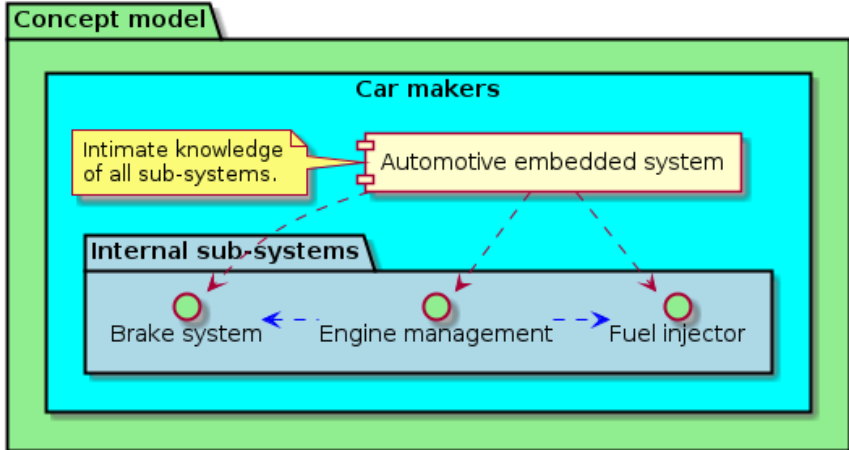 Concept model
Car makers
Intimate knowledge
of all sub-systems.
Automotive embedded system
Internal sub-systems
Brake system
Engine management
Fuel injector